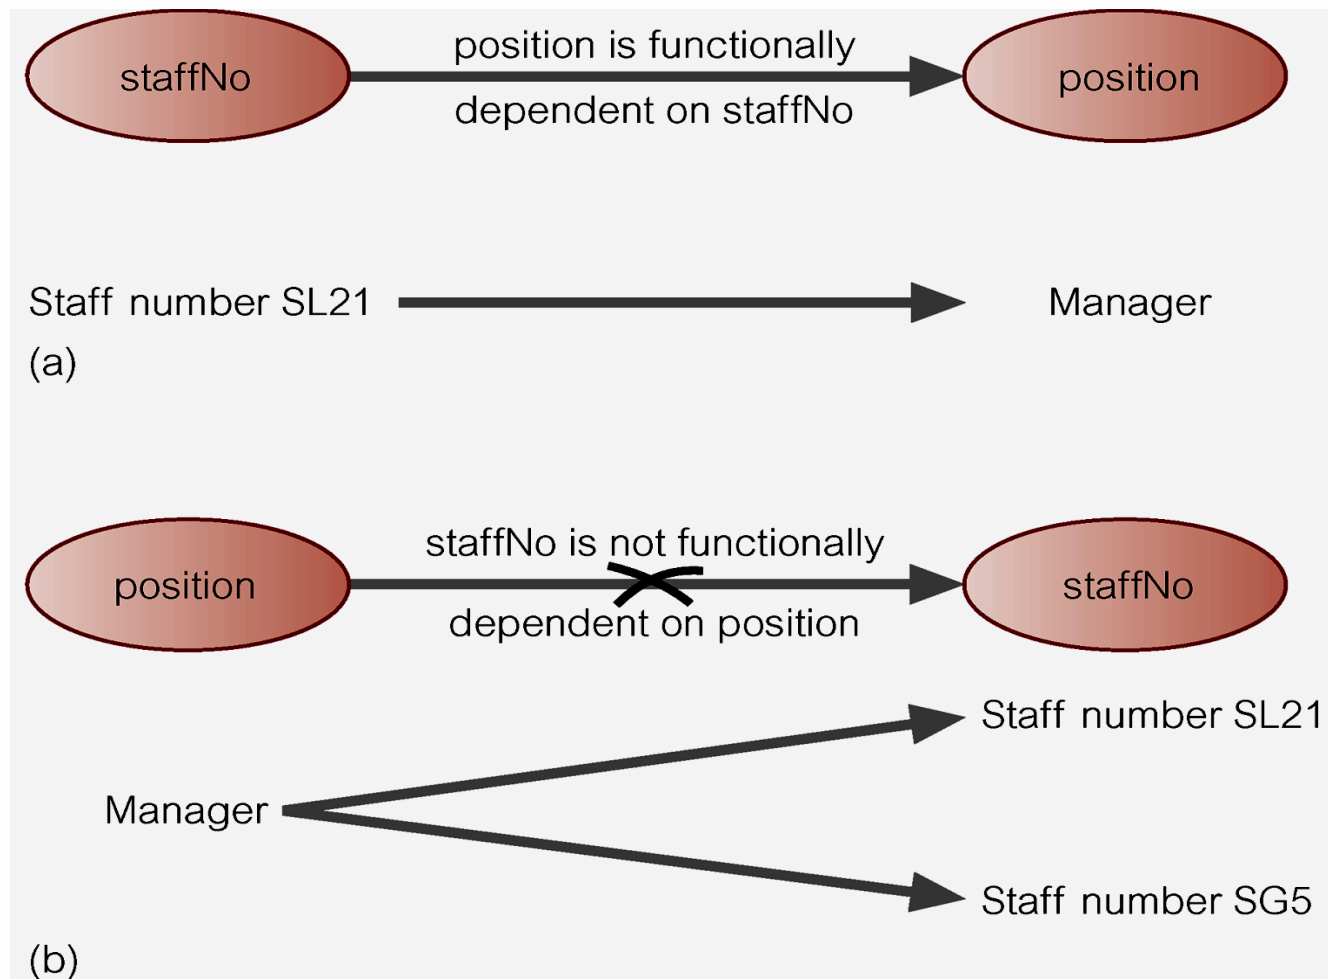 staffNo
position is functionally
dependent on staffNo
position
Staff number SL21
Manager
(a)
position
staffNo is not functionally
dependent on position
staffNo
Staff number SL21
Manager
Staff number SG5
(b)